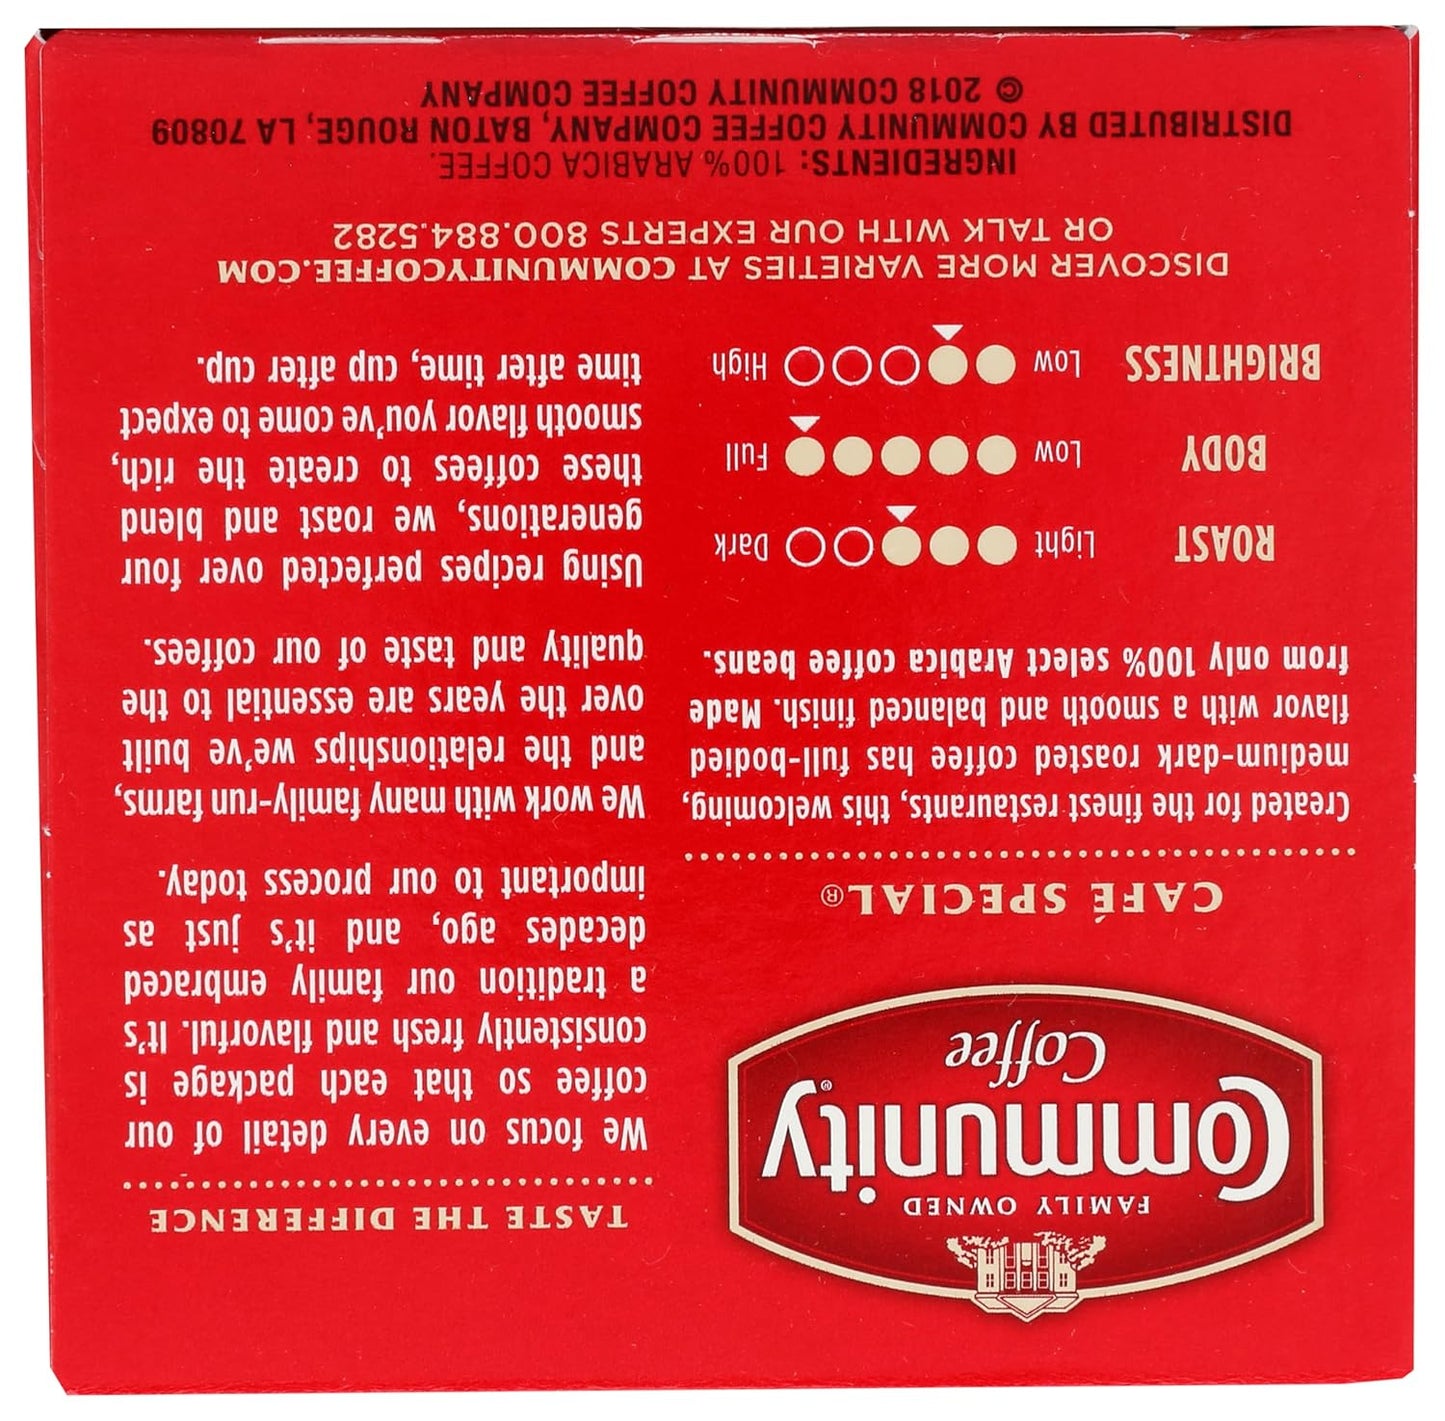 FAMILY OWNED
Community®
Coffee
CAFÉ SPECIAL®
Created for the finest restaurants, this welcoming,
medium-dark roasted coffee has full-bodied
flavor with a smooth and balanced finish. Made
from only 100% select Arabica coffee beans.
ROAST Light Dark
BODY Low Full
BRIGHTNESS Low High
TASTE THE DIFFERENCE
We focus on every detail of our
coffee so that each package is
consistently fresh and flavorful. It's
a tradition our family embraced
decades ago, and it's just as
important to our process today.
We work with many family-run farms,
and the relationships we've built
over the years are essential to the
quality and taste of our coffees.
Using recipes perfected over four
generations, we roast and blend
these coffees to create the rich,
smooth flavor you've come to expect
time after time, cup after cup.
DISCOVER MORE VARIETIES AT COMMUNITYCOFFEE.COM
OR TALK WITH OUR EXPERTS 800.884.5282
INGREDIENTS: 100% ARABICA COFFEE.
DISTRIBUTED BY COMMUNITY COFFEE COMPANY, BATON ROUGE, LA 70809
© 2018 COMMUNITY COFFEE COMPANY